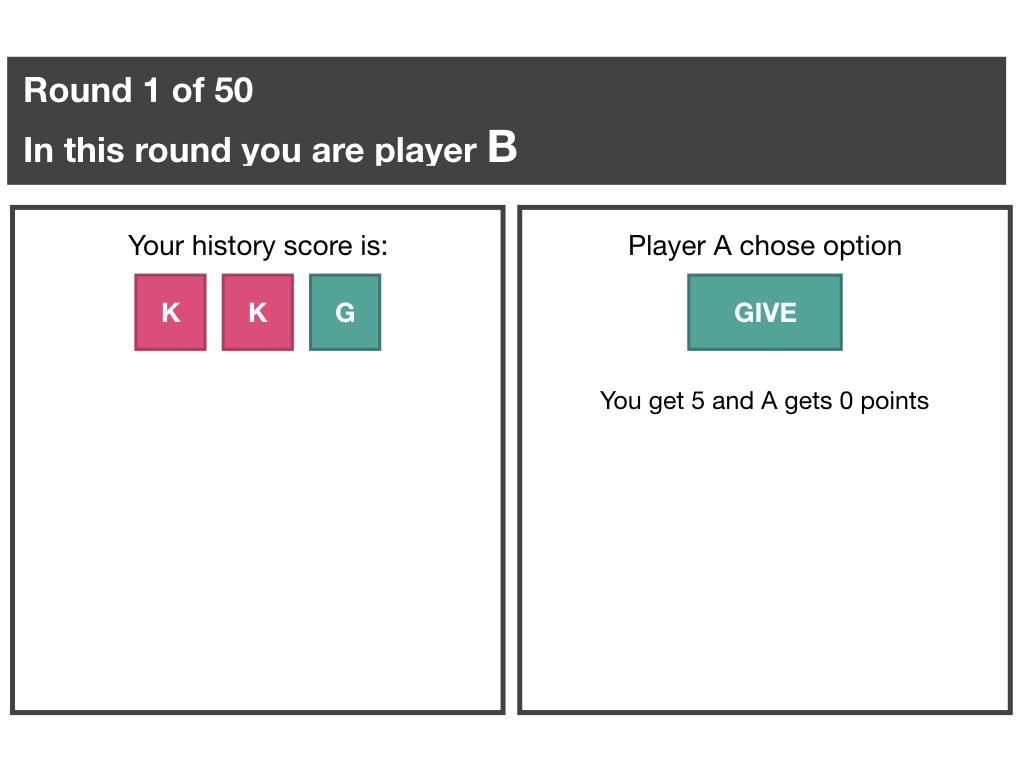 Round 1 of 50
In this round you are player B
Your history score is:
K K G
Player A chose option
GIVE
You get 5 and A gets 0 points